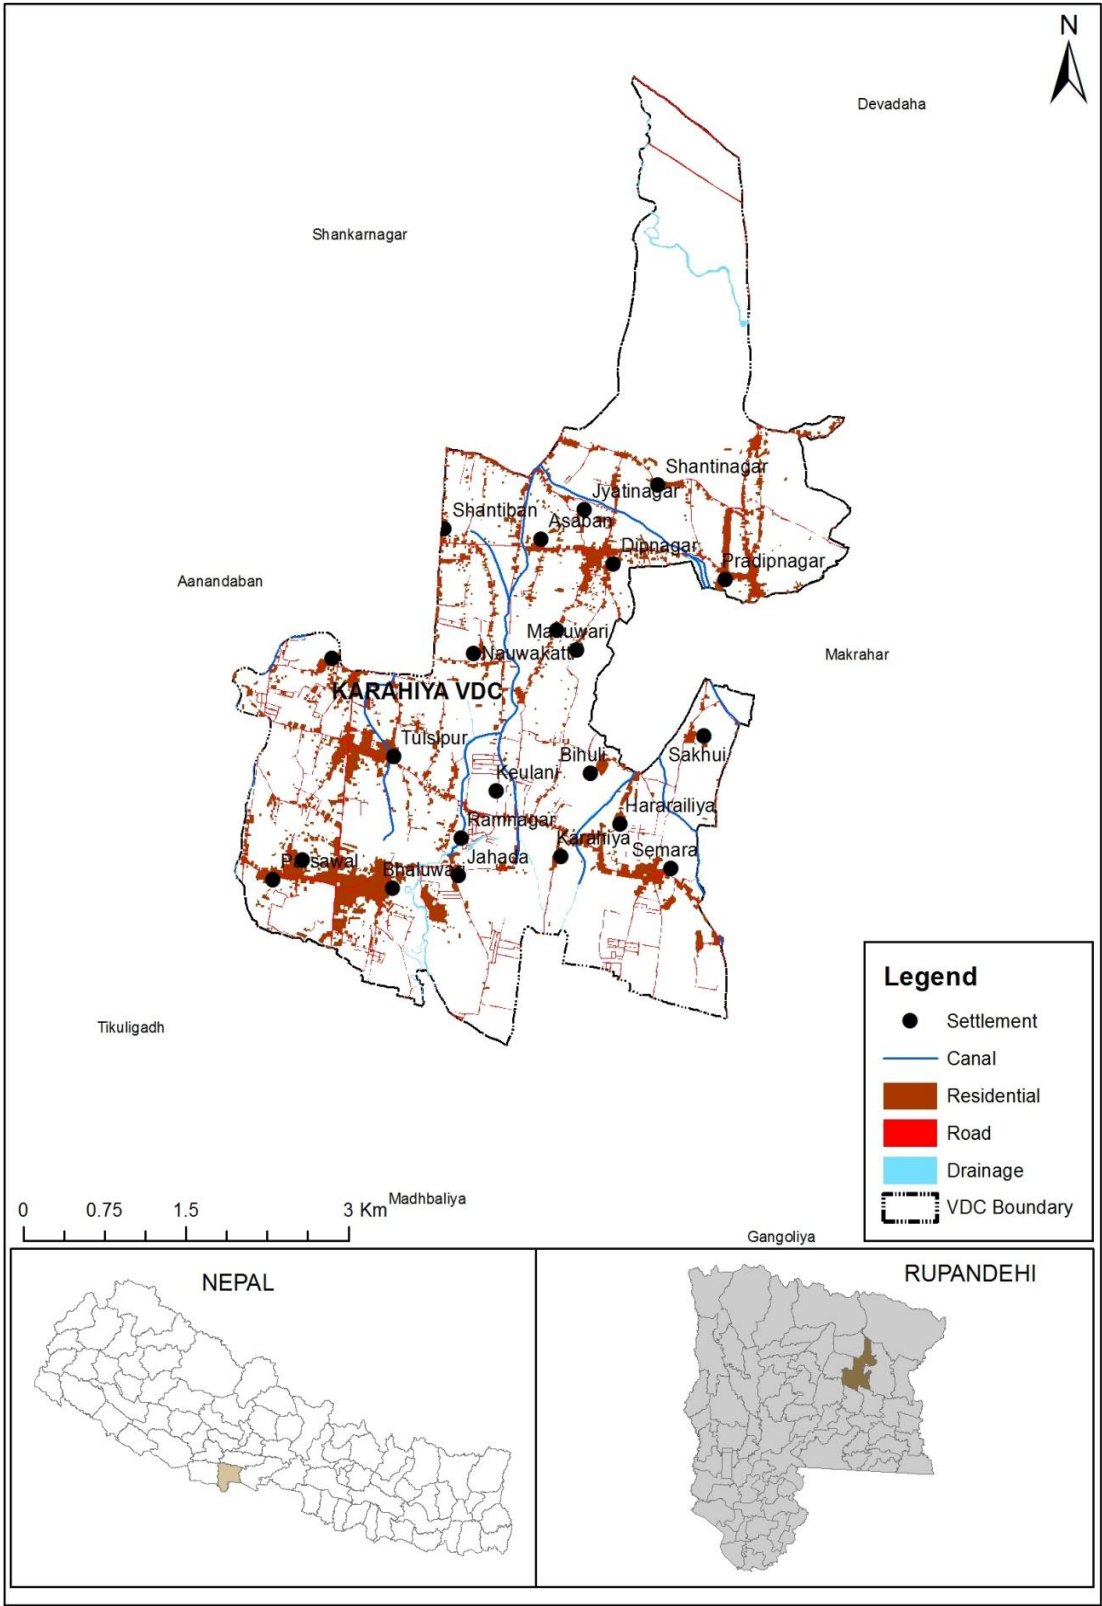 N
Devadaha
Shankarnagar
Shantinagar
Jyatinagar
Shantiban
Asaban
Dipnagar
Pradipnagar
Aanandaban
Nauwakatti
Makrahar
KARAHIYA VDC
Tulsipur
Bihuli
Sakhui
Keulani
Hararailiya
Ramnagar
Karahiya
Semara
Jahada
Parsawal
Bhaluwari
Legend
Settlement
Canal
Residential
Road
Drainage
VDC Boundary
Tikuligadh
Madhbaliya
0 0.75 1.5 3 Km
Gangoliya
NEPAL
RUPANDEHI